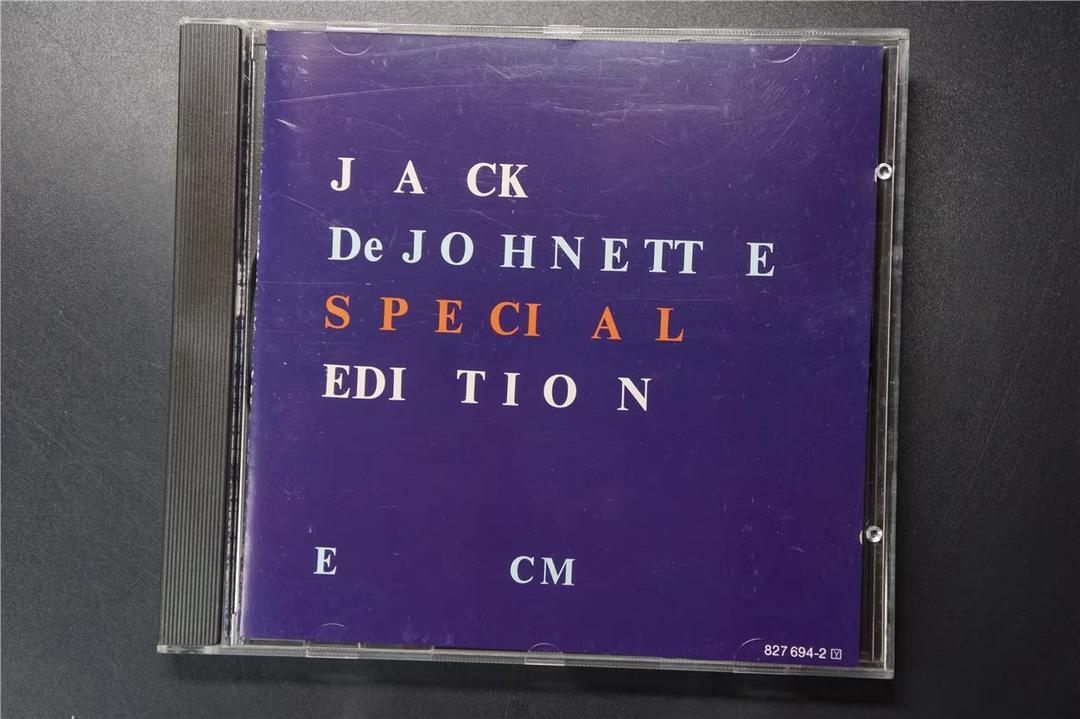 JACK
DeJOHNETTE
SPECIAL
EDITION
ECM
827 694-2 Y